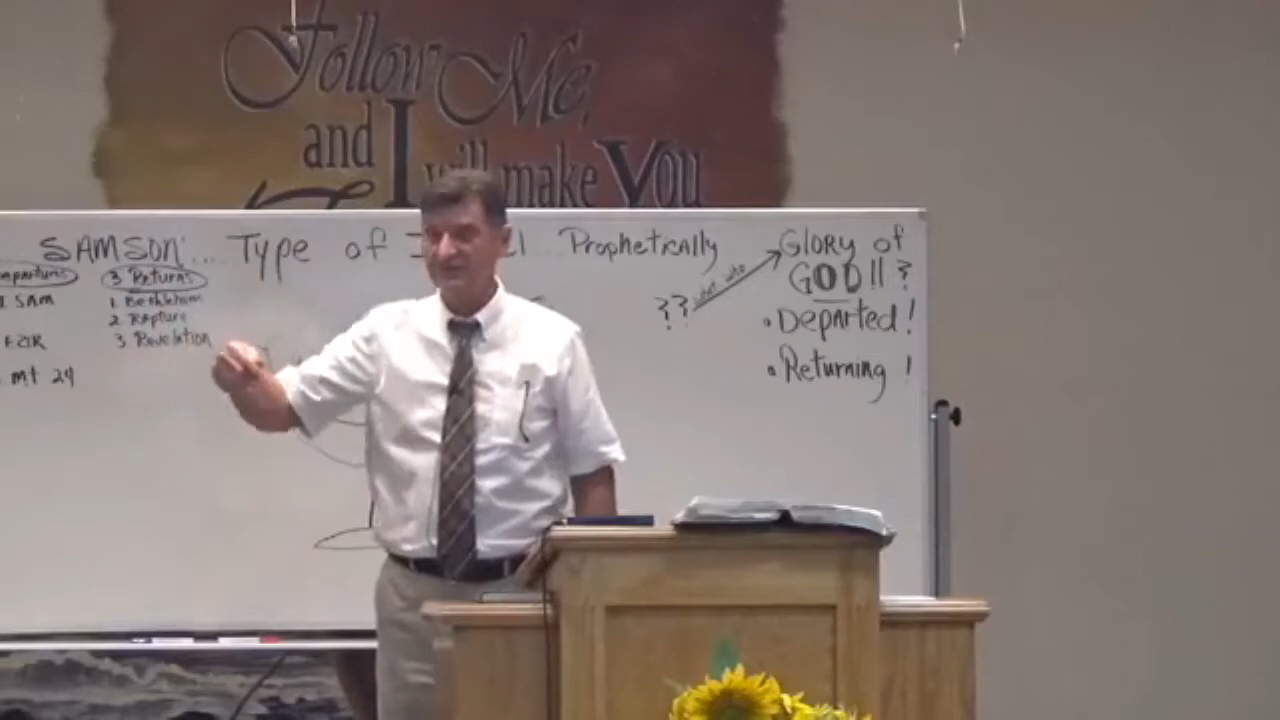 Follow Me,
and I will make You
SAMSON... Type of Prophetically
3 Returns
1. Bethlehem
2 Rapture
3 Revelation
SAM
EZIR
mt 24
??
Glory of
GOD!! ?
• Departed!
• Returning !